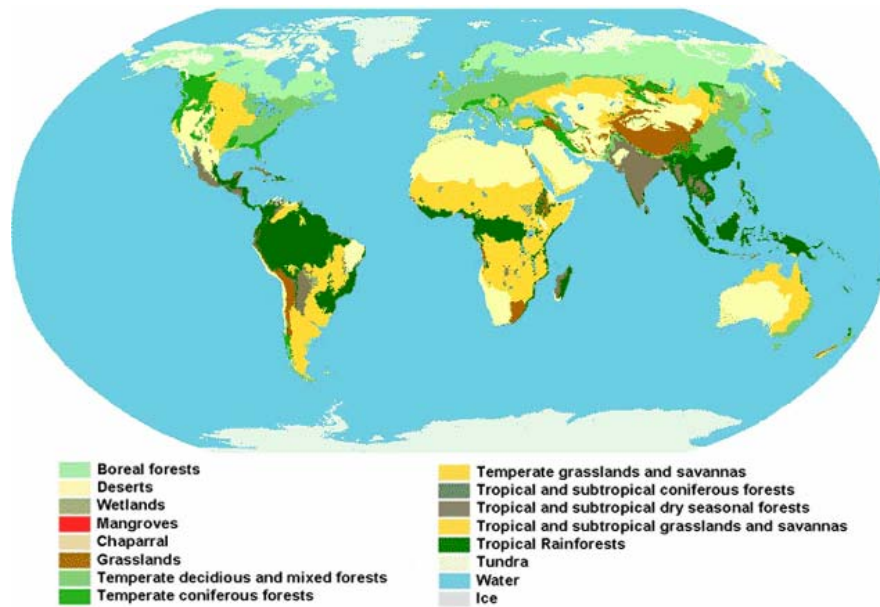 Boreal forests
Deserts
Wetlands
Mangroves
Chaparral
Grasslands
Temperate decidious and mixed forests
Temperate coniferous forests
Temperate grasslands and savannas
Tropical and subtropical coniferous forests
Tropical and subtropical dry seasonal forests
Tropical and subtropical grasslands and savannas
Tropical Rainforests
Tundra
Water
Ice